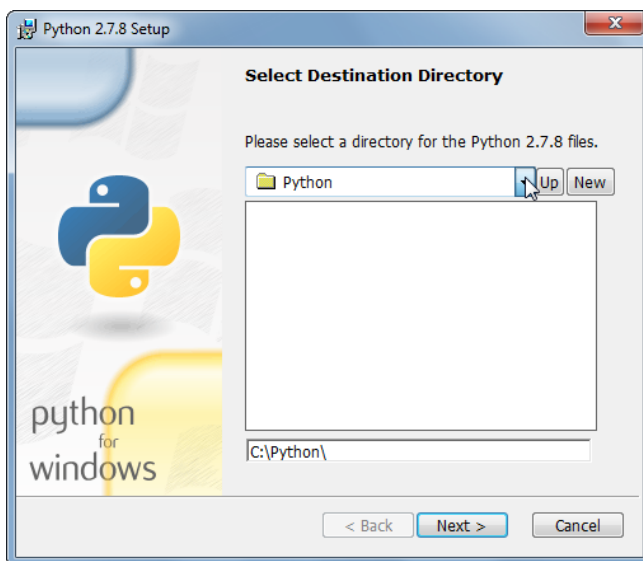 Python 2.7.8 Setup
x
Select Destination Directory
Please select a directory for the Python 2.7.8 files.
Python
Up
New
C:\Python\
python
for
windows
< Back
Next >
Cancel